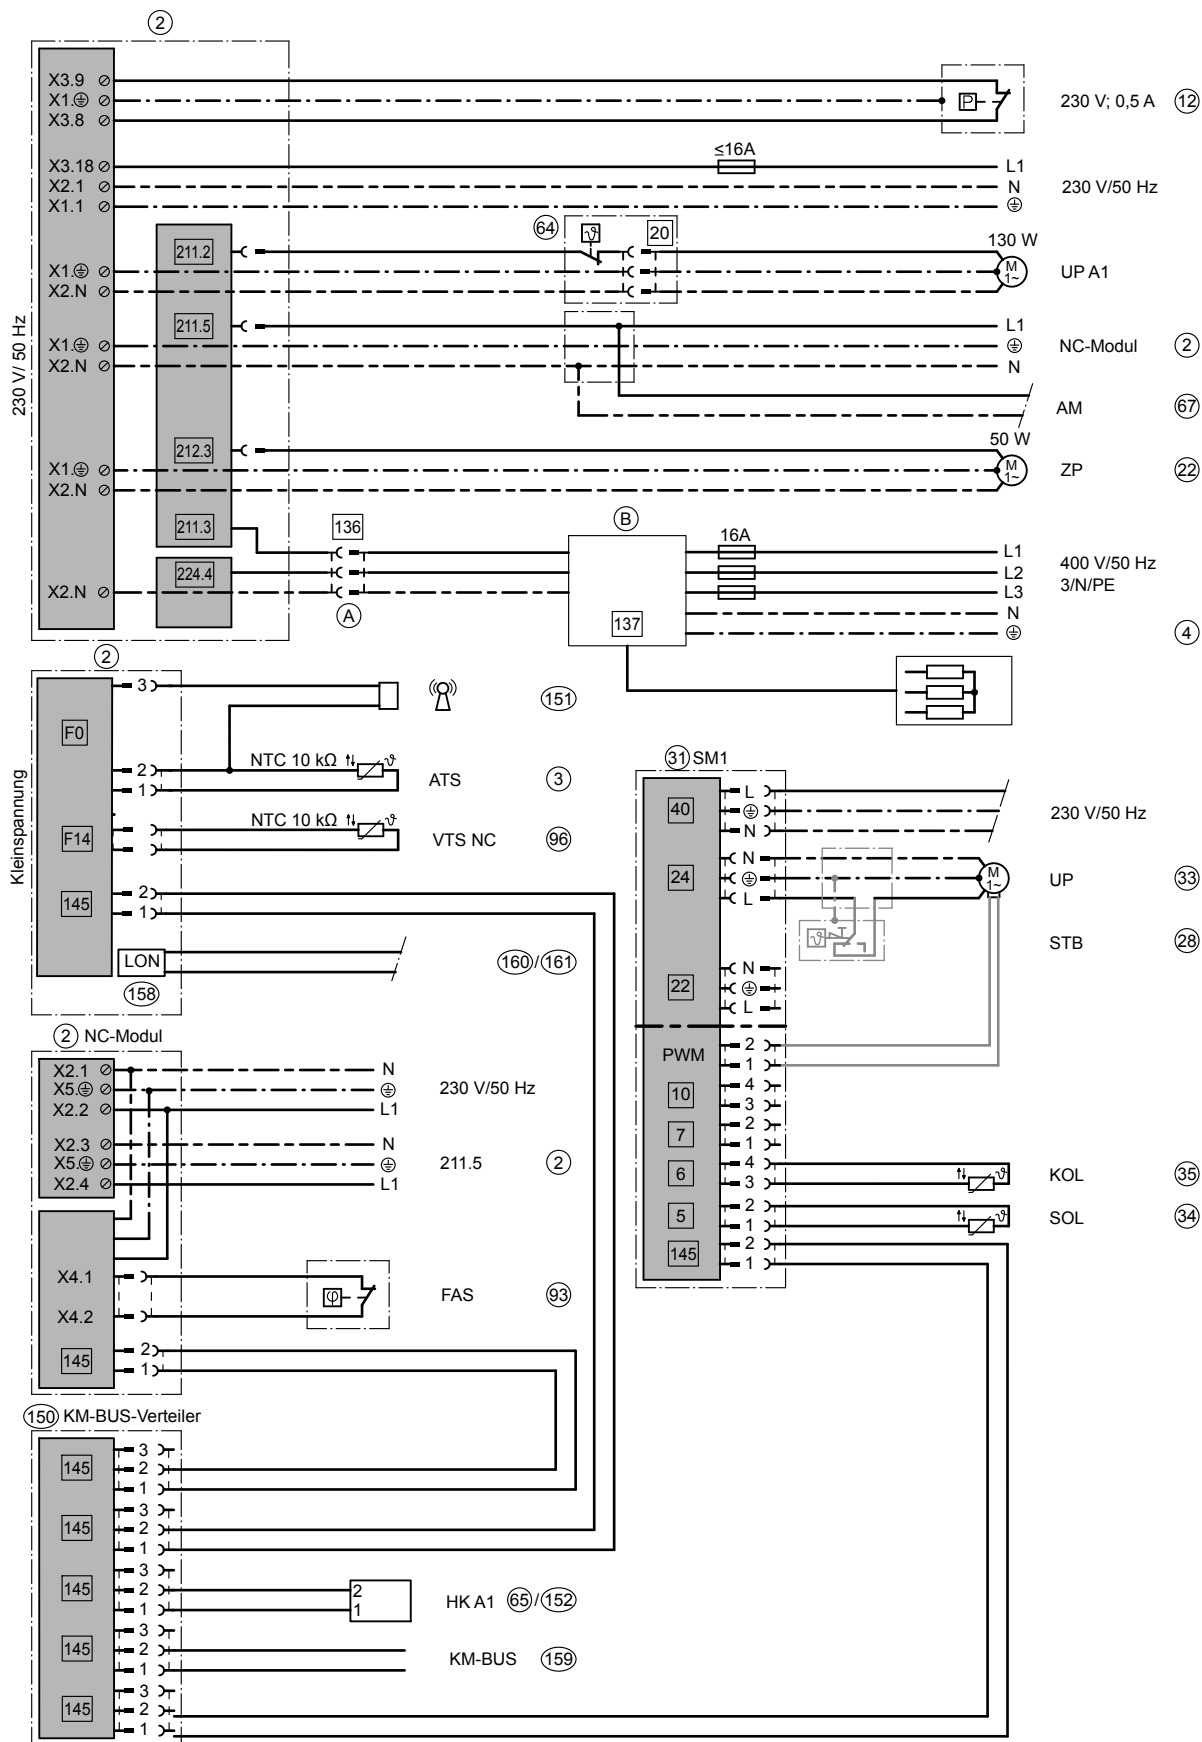 2
X3.9
X1.
P
230 V; 0,5 A 12
X3.8
≤16A
X3.18 L1
X2.1 N 230 V/50 Hz
X1.1
64 ϑ 20 130 W
211.2
X1. M 1~ UP A1
X2.N
230 V/ 50 Hz
211.5 L1
X1. NC-Modul 2
X2.N N
AM 67
50 W
212.3
X1. M 1~ ZP 22
X2.N
211.3 136 B 16A L1
400 V/50 Hz
224.4 L2
3/N/PE
X2.N L3
A N
137 4
2
3 151
F0
Kleinspannung
2 NTC 10 kΩ ϑ
1 ATS 3
F14 NTC 10 kΩ ϑ
VTS NC 96
145 2
1
LON 160/161
158
31 SM1
40 L
230 V/50 Hz
N
N
24 M 1~ UP 33
L
ϑ STB 28
N
22
L
PWM 2
1
10 4
3
7 2
1
6 4 ϑ
3 KOL 35
5 2 ϑ
1 SOL 34
145 2
1
2 NC-Modul
X2.1 N
X5. 230 V/50 Hz
X2.2 L1
X2.3 N
X5. 211.5 2
X2.4 L1
X4.1
φ FAS 93
X4.2
145 2
1
150 KM-BUS-Verteiler
3
145 2
1
3
145 2
1
3
145 2 2
1 1 HK A1 65/152
3
145 2
1 KM-BUS 159
3
145 2
1